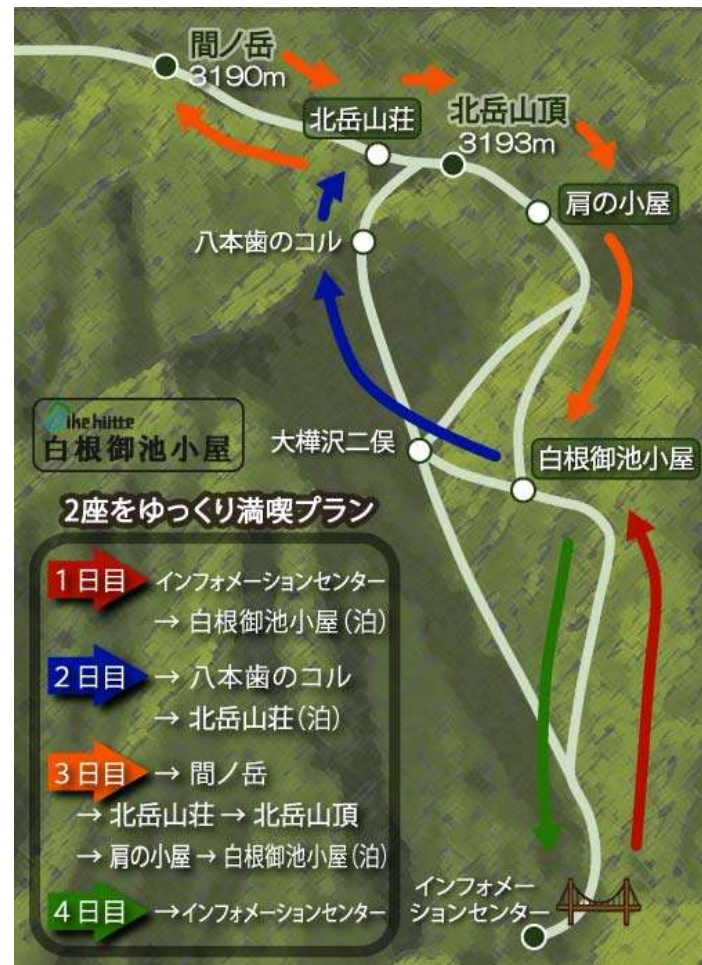 間ノ岳
3190m
北岳山荘
北岳山頂
3193m
肩の小屋
八本歯のコル
ike hütte
白根御池小屋
大樺沢二俣
白根御池小屋
2座をゆっくり満喫プラン
1日目 インフォメーションセンター
→ 白根御池小屋(泊)
2日目 → 八本歯のコル
→ 北岳山荘(泊)
3日目 → 間ノ岳
→ 北岳山荘 → 北岳山頂
→ 肩の小屋 → 白根御池小屋(泊)
4日目 →インフォメーションセンター
インフォメー
ションセンター